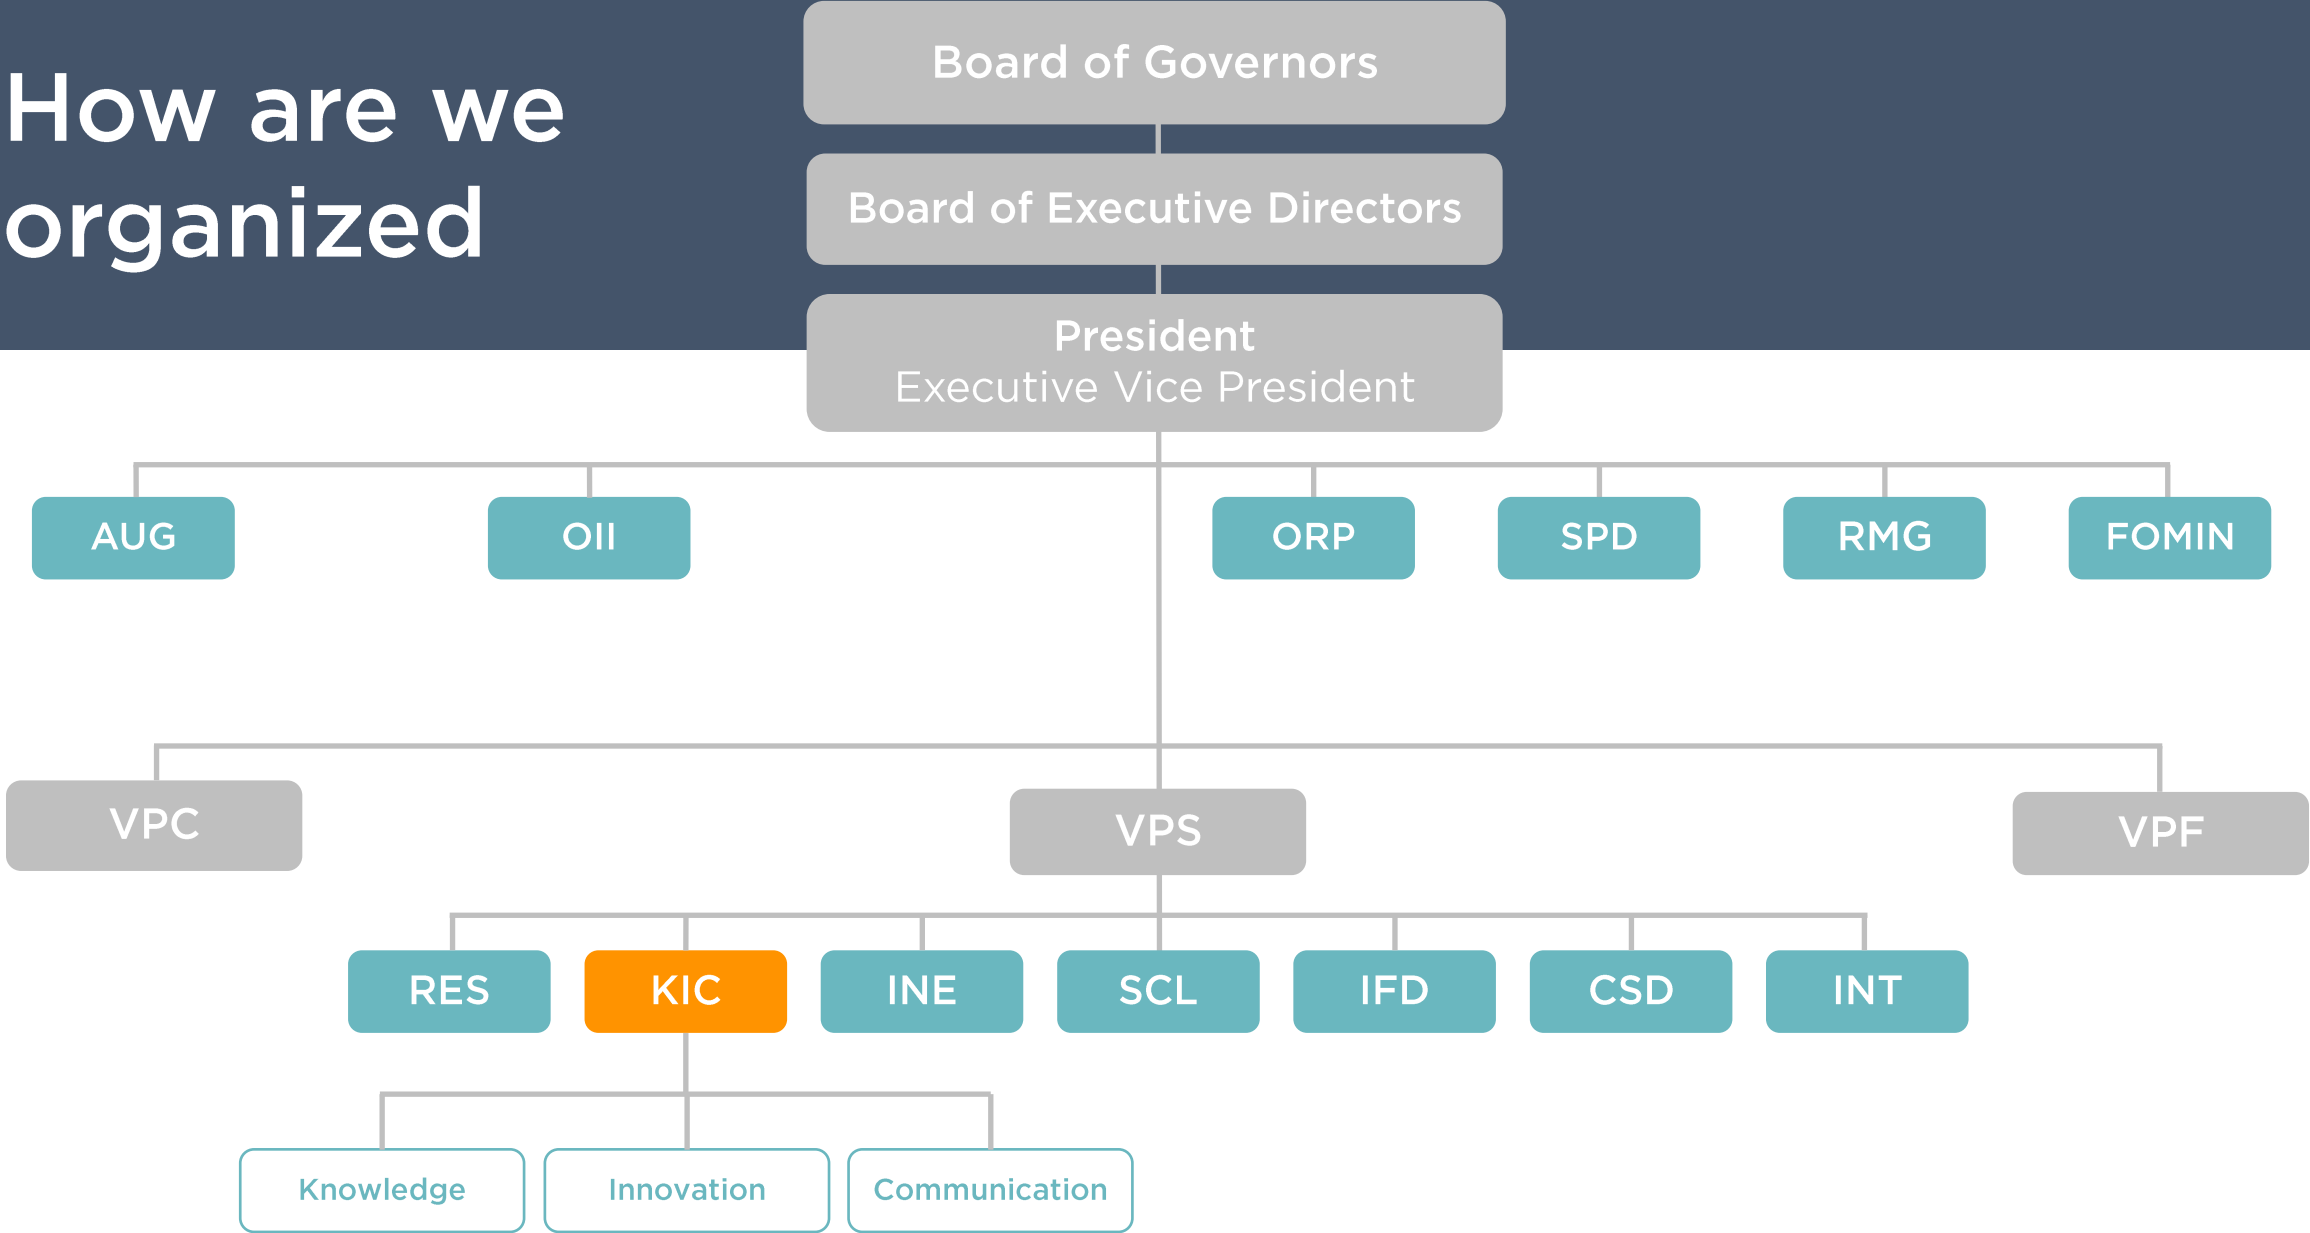 How are we
organized
Board of Governors
Board of Executive Directors
President
Executive Vice President
AUG
OII
ORP
SPD
RMG
FOMIN
VPC
VPS
VPF
RES
KIC
INE
SCL
IFD
CSD
INT
Knowledge
Innovation
Communication